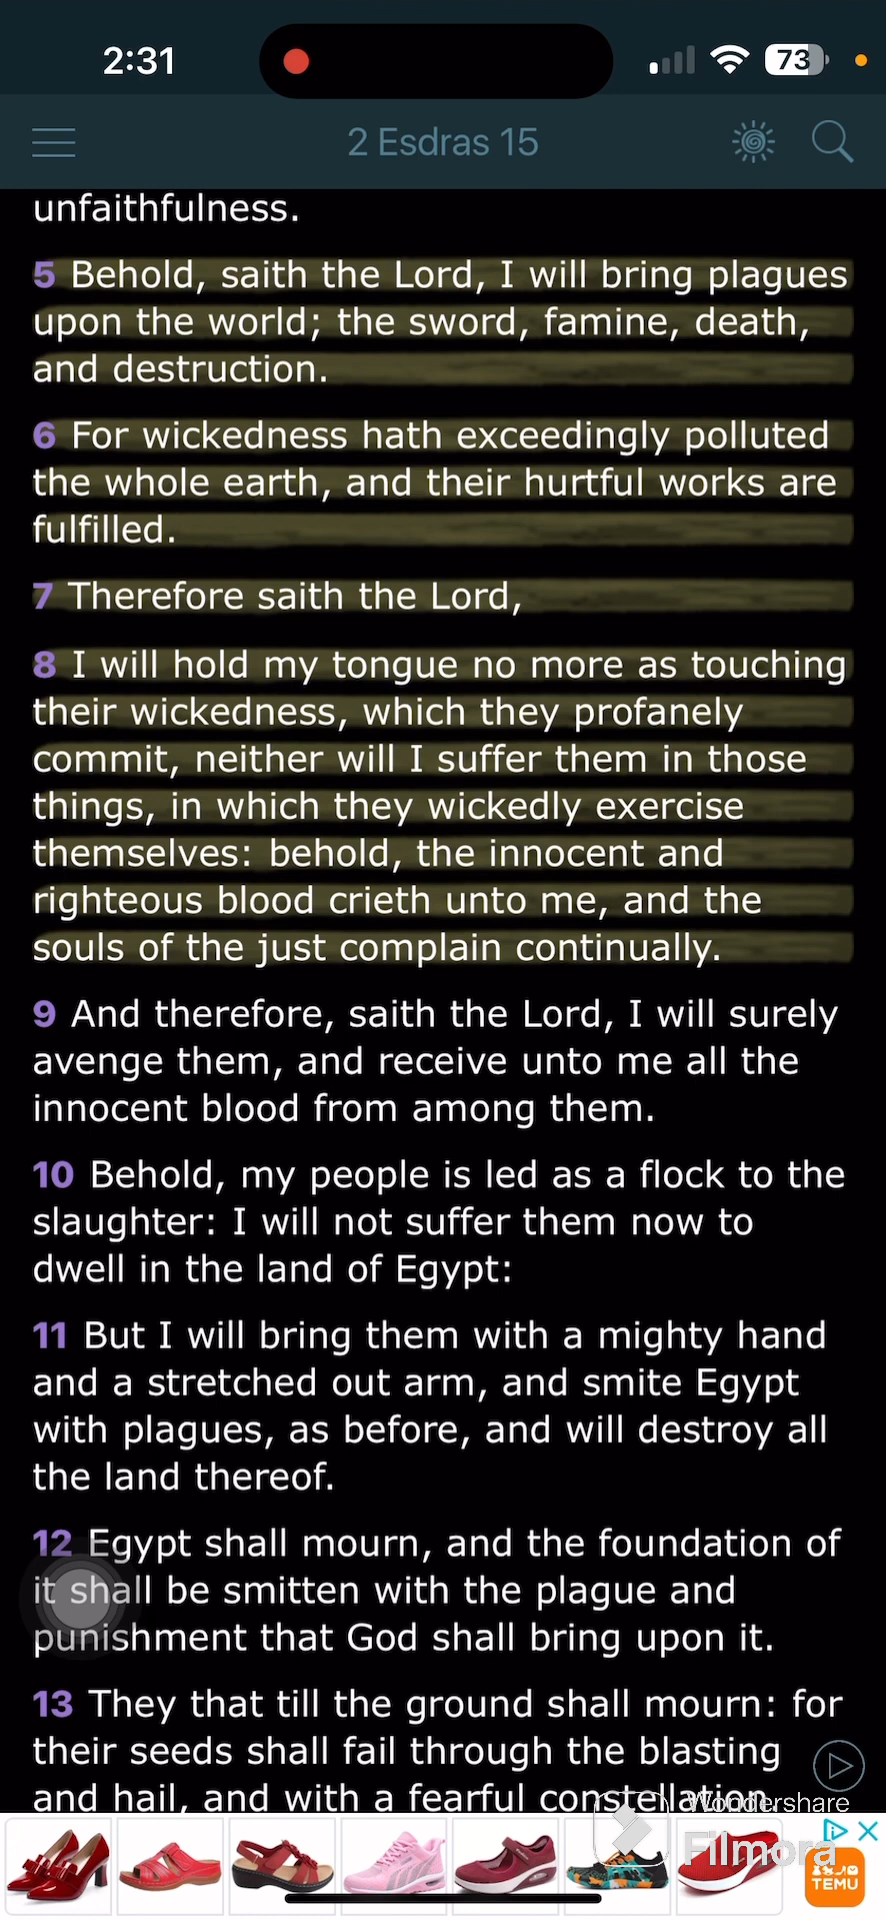 2:31
73
2 Esdras 15
unfaithfulness.
5 Behold, saith the Lord, I will bring plagues
upon the world; the sword, famine, death,
and destruction.
6 For wickedness hath exceedingly polluted
the whole earth, and their hurtful works are
fulfilled.
7 Therefore saith the Lord,
8 I will hold my tongue no more as touching
their wickedness, which they profanely
commit, neither will I suffer them in those
things, in which they wickedly exercise
themselves: behold, the innocent and
righteous blood crieth unto me, and the
souls of the just complain continually.
9 And therefore, saith the Lord, I will surely
avenge them, and receive unto me all the
innocent blood from among them.
10 Behold, my people is led as a flock to the
slaughter: I will not suffer them now to
dwell in the land of Egypt:
11 But I will bring them with a mighty hand
and a stretched out arm, and smite Egypt
with plagues, as before, and will destroy all
the land thereof.
12 Egypt shall mourn, and the foundation of
it shall be smitten with the plague and
punishment that God shall bring upon it.
13 They that till the ground shall mourn: for
their seeds shall fail through the blasting
and hail, and with a fearful constellation.
Wondershare
Filmora
TEMU